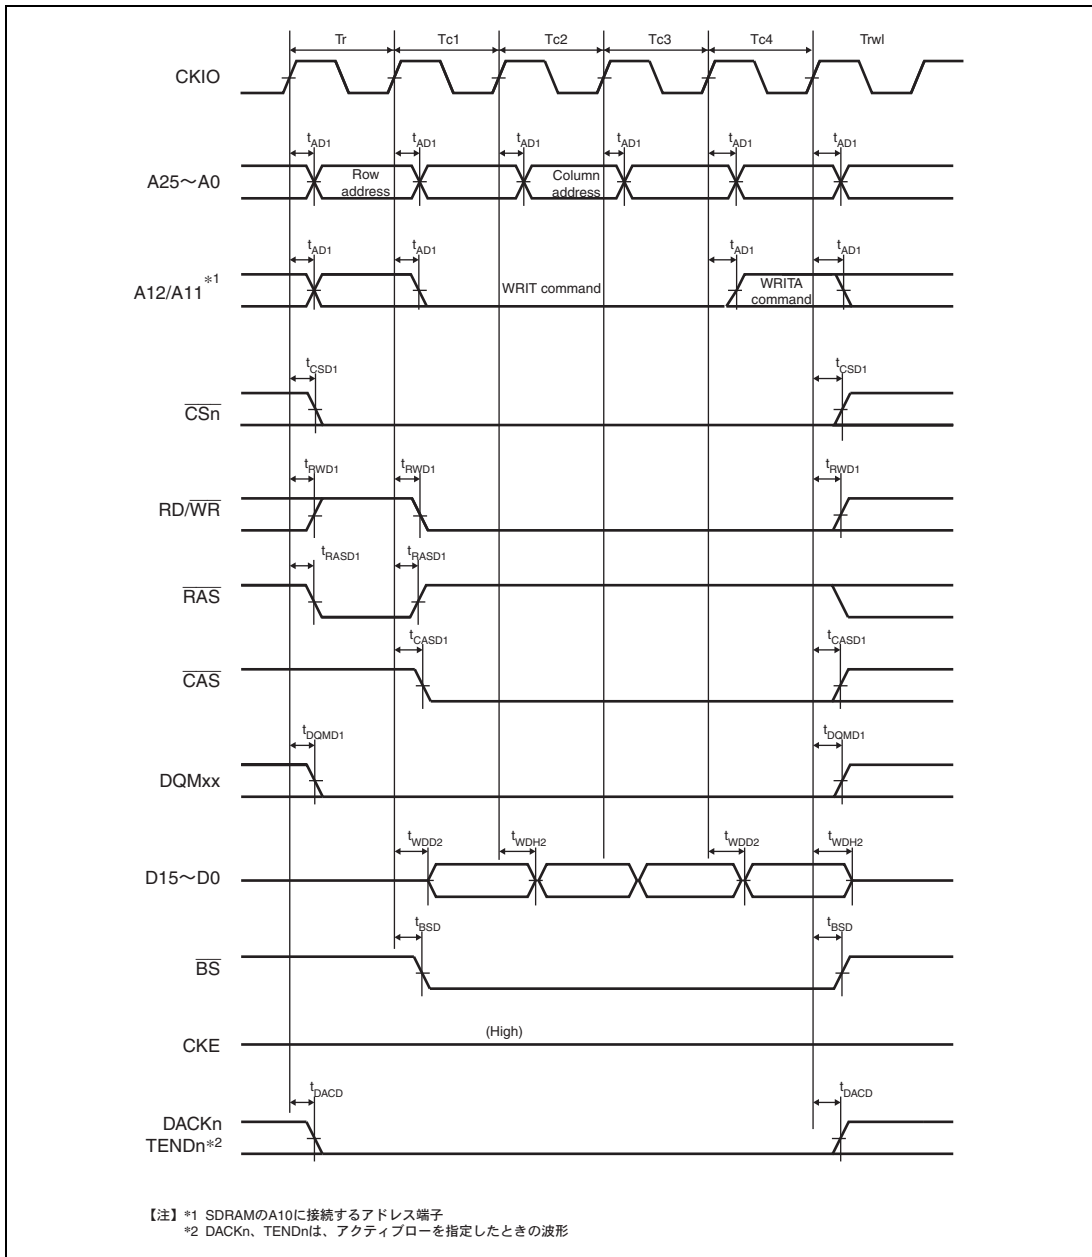 Tr Tc1 Tc2 Tc3 Tc4 Trwl
CKIO
tAD1 tAD1 tAD1 tAD1 tAD1 tAD1
A25～A0
Row address
Column address
tAD1 tAD1 tAD1 tAD1
A12/A11*1
WRIT command
WRITA command
tCSD1 tCSD1
CSn
tRWD1 tRWD1 tRWD1
RD/WR
tRASD1 tRASD1
RAS
tCASD1 tCASD1
CAS
tDQMD1 tDQMD1
DQMxx
tWDD2 tWDH2 tWDD2 tWDH2
D15～D0
tBSD tBSD
BS
(High)
CKE
tDACD tDACD
DACKn
TENDn*2
【注】*1 SDRAMのA10に接続するアドレス端子
*2 DACKn、TENDnは、アクティブローを指定したときの波形